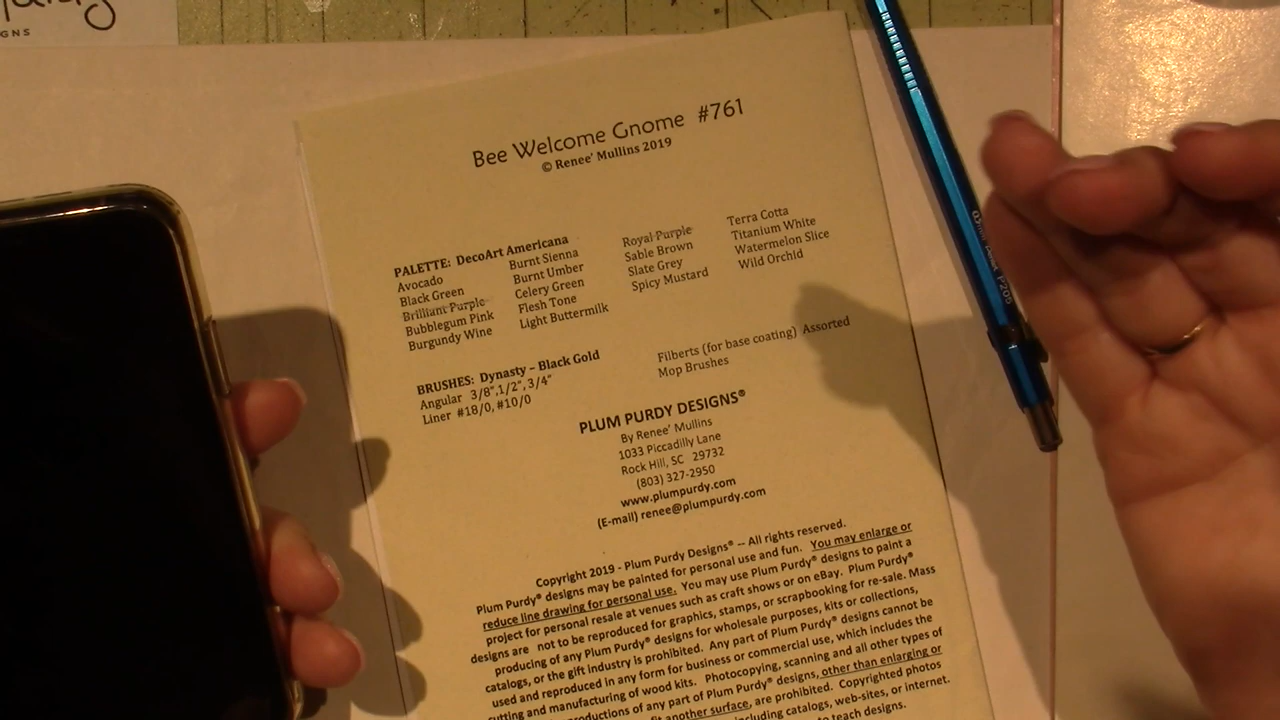 GNS
Bee Welcome Gnome #761
© Renee' Mullins 2019
PALETTE: DecoArt Americana
Avocado
Black Green
Brilliant Purple
Bubblegum Pink
Burgundy Wine
Burnt Sienna
Burnt Umber
Celery Green
Flesh Tone
Light Buttermilk
Royal Purple
Sable Brown
Slate Grey
Spicy Mustard
Terra Cotta
Titanium White
Watermelon Slice
Wild Orchid
BRUSHES: Dynasty – Black Gold
Angular 3/8", 1/2", 3/4"
Liner #18/0, #10/0
Filberts (for base coating) Assorted
Mop Brushes
PLUM PURDY DESIGNS®
By Renee' Mullins
1033 Piccadilly Lane
Rock Hill, SC 29732
(803) 327-2950
www.plumpurdy.com
(E-mail) renee@plumpurdy.com
Copyright 2019 - Plum Purdy Designs® -- All rights reserved.
Plum Purdy® designs may be painted for personal use and fun. You may enlarge or
reduce line drawing for personal use. You may use Plum Purdy® designs to paint a
project for personal resale at venues such as craft shows or on eBay. Plum Purdy®
designs are not to be reproduced for graphics, stamps, or scrapbooking for re-sale. Mass
producing of any Plum Purdy® designs for wholesale purposes, kits or collections,
catalogs, or the gift industry is prohibited. Any part of Plum Purdy® designs cannot be
used and reproduced in any form for business or commercial use, which includes the
cutting and manufacturing of wood kits. Photocopying, scanning and all other types of
reproductions of any part of Plum Purdy® designs, other than enlarging or
fit another surface, are prohibited. Copyrighted photos
including catalogs, web-sites, or internet.
to teach designs.
P205